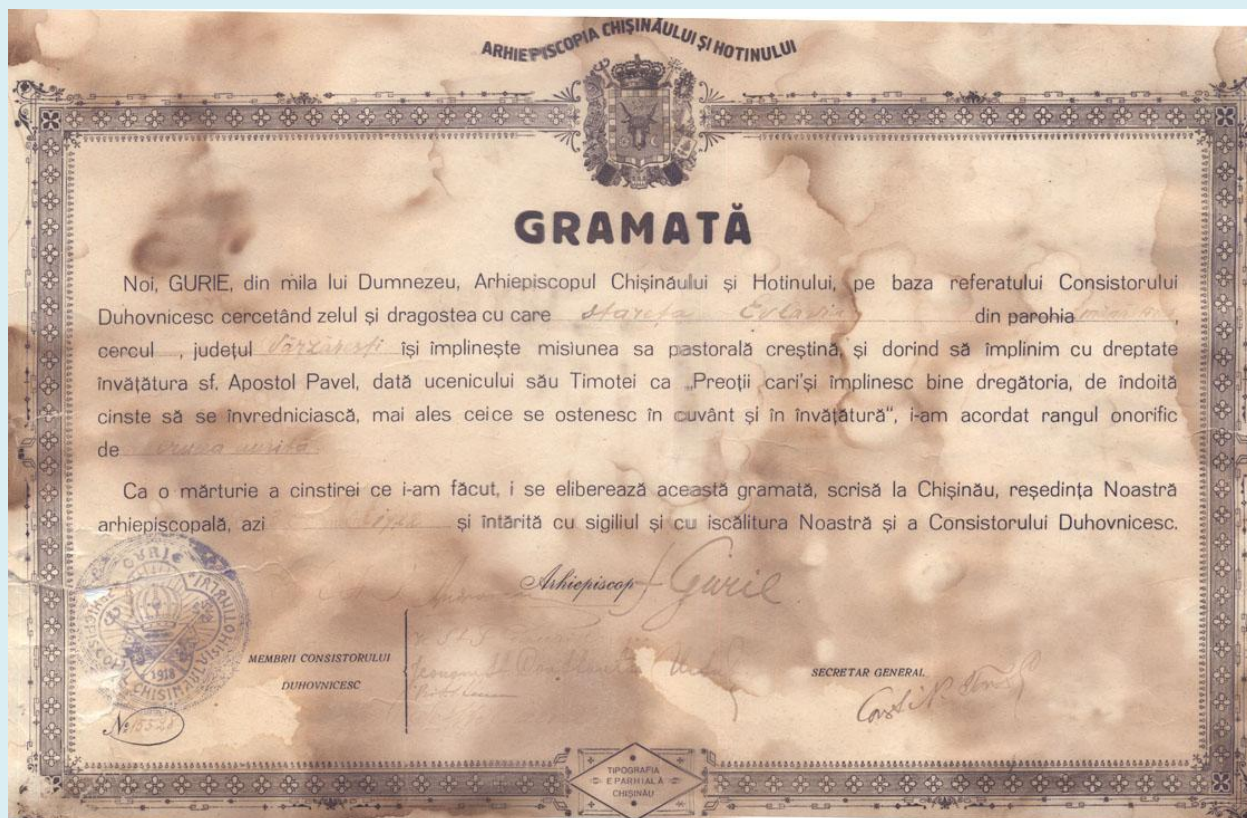 ARHIEPISCOPIA CHIȘINĂULUI ȘI HOTINULUI
GRAMATĂ
Noi, GURIE, din mila lui Dumnezeu, Arhiepiscopul Chișinăului și Hotinului, pe baza referatului Consistorului
Duhovnicesc cercetând zelul și dragostea cu care stareța Evlavia din parohia
cercul , județul Vărzărești își implinește misiunea sa pastorală creștină, și dorind să implinim cu dreptate
învățătura sf. Apostol Pavel, dată ucenicului său Timotei ca „Preoții cari'și implinesc bine dregătoria, de îndoită
cinste să se învredniciască, mai ales ceice se ostenesc în cuvânt și in învățătură“, i-am acordat rangul onorific
de
Ca o mărturie a cinstirei ce i-am făcut, i se eliberează această gramată, scrisă la Chișinău, reședința Noastră
arhiepiscopală, azi și întărită cu sigiliul și cu iscălitura Noastră și a Consistorului Duhovnicesc.
Arhiepiscop Gurie
GURIE
1918
MEMBRII CONSISTORULUI
DUHOVNICESC
SECRETAR GENERAL
№ 15528
TIPOGRAFIA
EPARHIALĂ
CHIȘINĂU